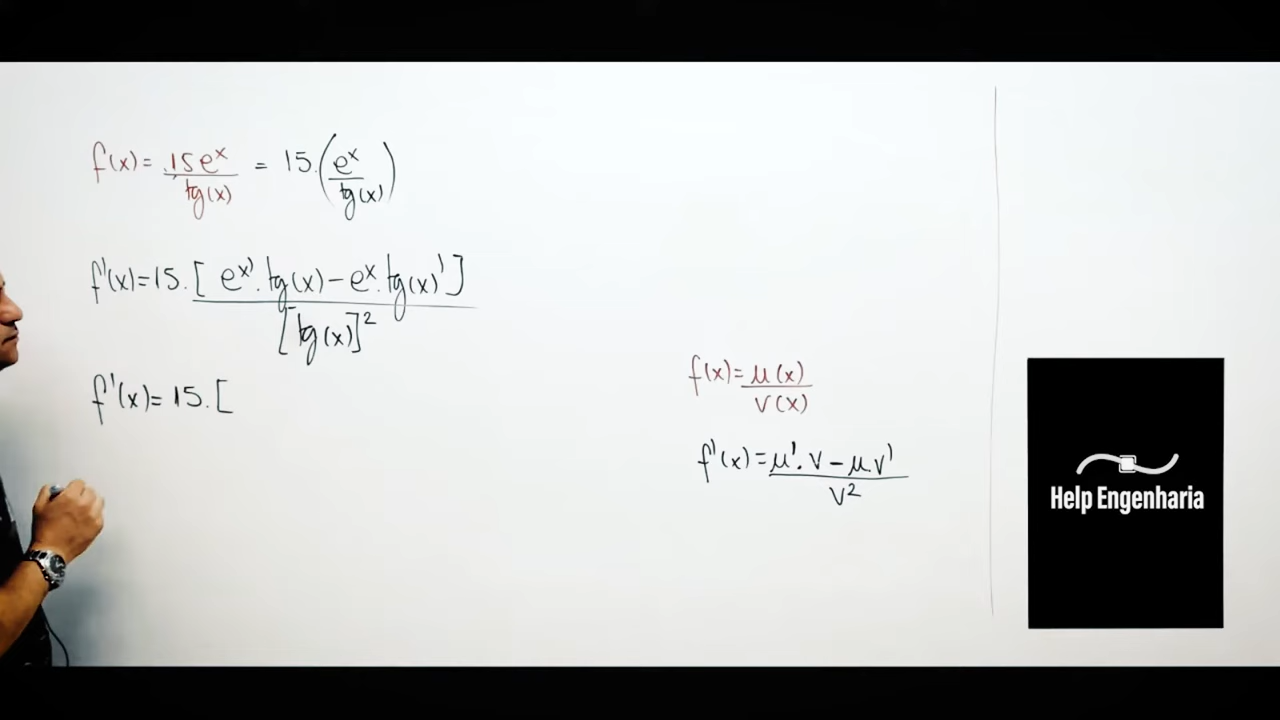 f(x) = 15e^x / tg(x) = 15.(e^x / tg(x))
f'(x) = 15.[e^x'.tg(x) - e^x.tg(x)'] / [tg(x)]^2
f'(x) = 15.[
f(x) = μ(x) / v(x)
f'(x) = μ'.v - μ.v' / v^2
Help Engenharia